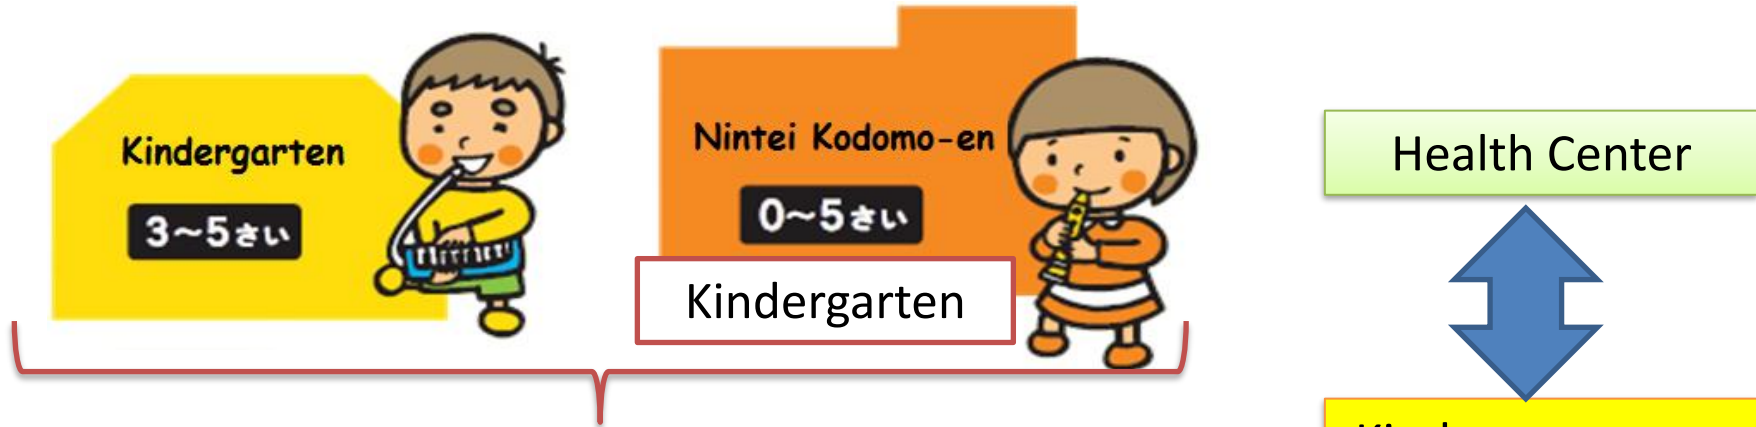 Kindergarten
3～5さい
Nintei Kodomo-en
0～5さい
Kindergarten
Health Center